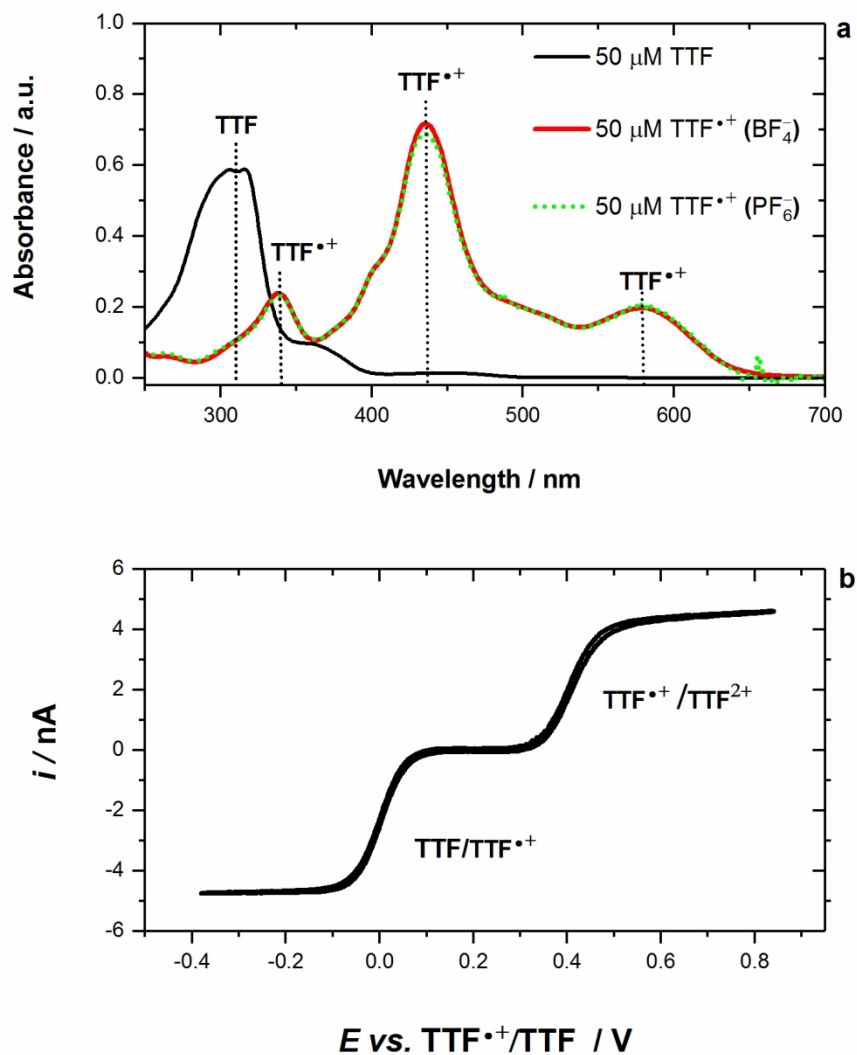 a
1.0
0.8
0.6
0.4
0.2
0.0
Absorbance / a.u.
TTF
TTF•+
TTF•+
TTF•+
50 μM TTF
50 μM TTF•+ (BF4−)
50 μM TTF•+ (PF6−)
300 400 500 600 700
Wavelength / nm
b
6
4
2
0
-2
-4
-6
i / nA
TTF•+ /TTF2+
TTF/TTF•+
-0.4 -0.2 0.0 0.2 0.4 0.6 0.8
E vs. TTF•+/TTF / V